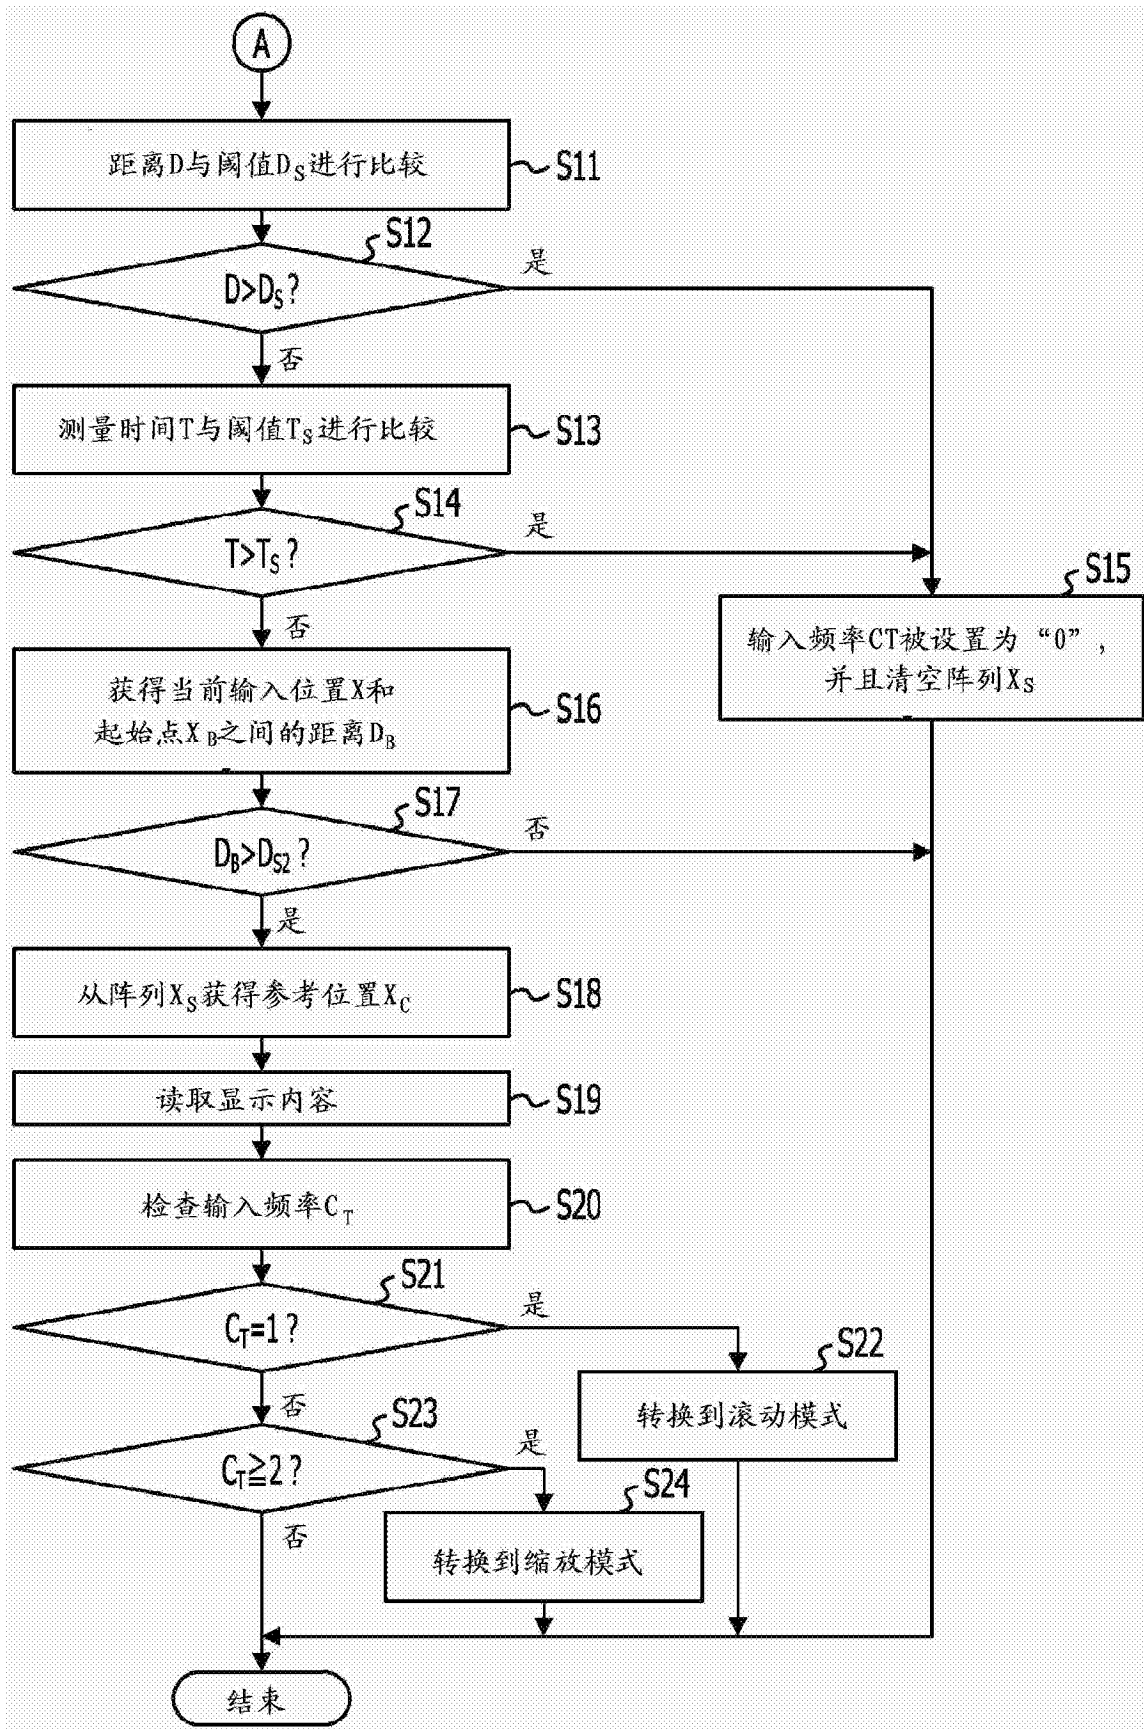 A
距离D与阈值DS进行比较
S11
S12
D>DS?
是
否
测量时间T与阈值TS进行比较
S13
S14
T>TS?
是
否
S15
输入频率CT被设置为“0”,
并且清空阵列XS
获得当前输入位置X和
起始点XB之间的距离DB
S16
S17
DB>DS2?
否
是
从阵列XS获得参考位置XC
S18
读取显示内容
S19
检查输入频率CT
S20
S21
CT=1?
是
否
S22
转换到滚动模式
S23
CT≧2?
是
否
S24
转换到缩放模式
结束